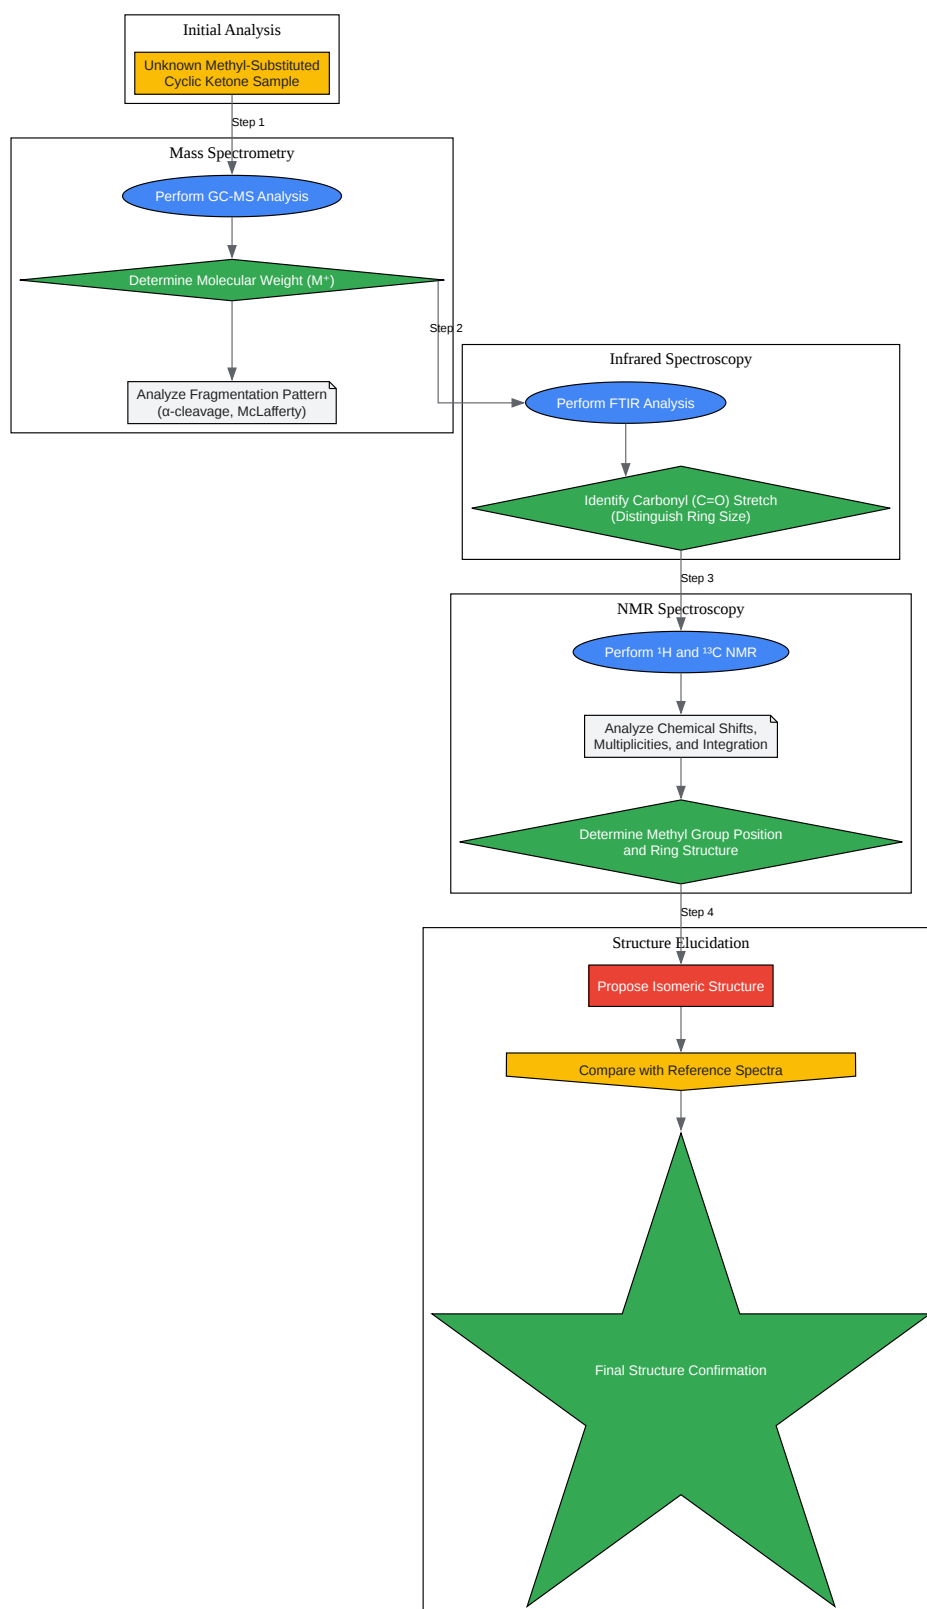 Initial Analysis
Unknown Methyl-Substituted
Cyclic Ketone Sample
Step 1
Mass Spectrometry
Perform GC-MS Analysis
Determine Molecular Weight (M⁺)
Step 2
Analyze Fragmentation Pattern
(α-cleavage, McLafferty)
Infrared Spectroscopy
Perform FTIR Analysis
Identify Carbonyl (C=O) Stretch
(Distinguish Ring Size)
Step 3
NMR Spectroscopy
Perform ¹H and ¹³C NMR
Analyze Chemical Shifts,
Multiplicities, and Integration
Determine Methyl Group Position
and Ring Structure
Step 4
Structure Elucidation
Propose Isomeric Structure
Compare with Reference Spectra
Final Structure Confirmation